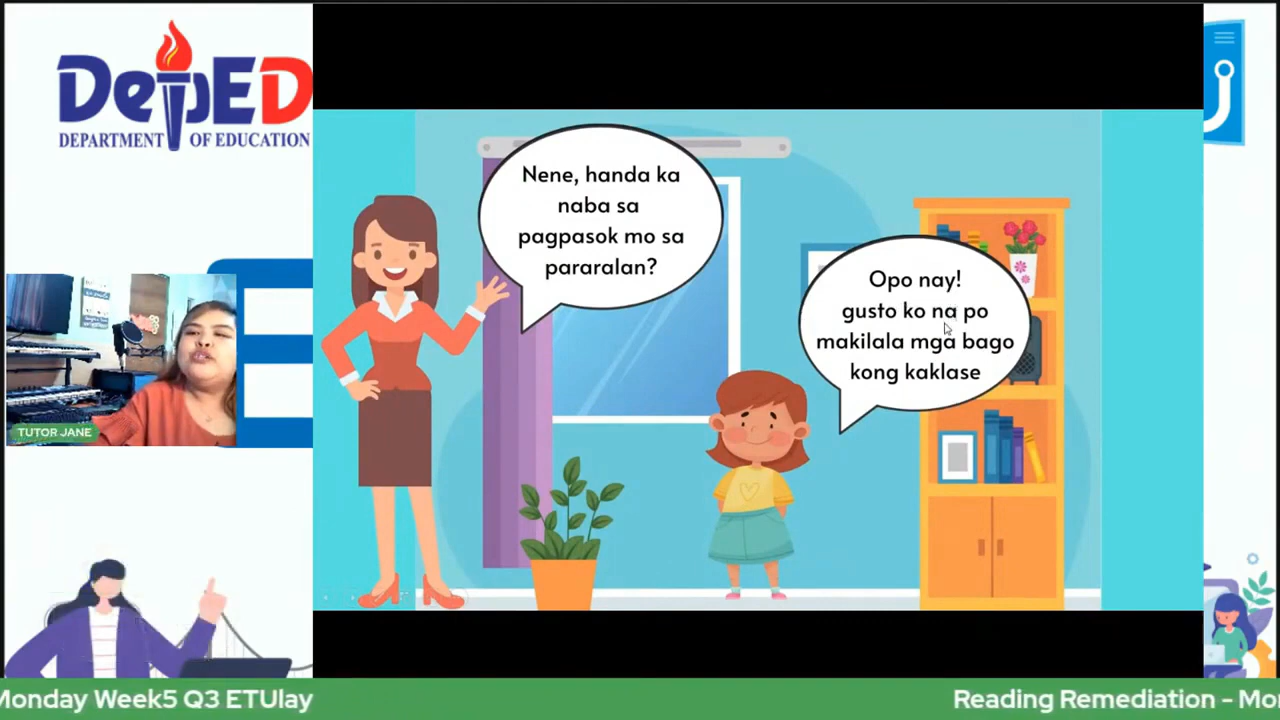 DepED
DEPARTMENT OF EDUCATION
Nene, handa ka
naba sa
pagpasok mo sa
pararalan?
Opo nay!
gusto ko na po
makilala mga bago
kong kaklase
TUTOR JANE
Monday Week5 Q3 ETUlay
Reading Remediation - Mo